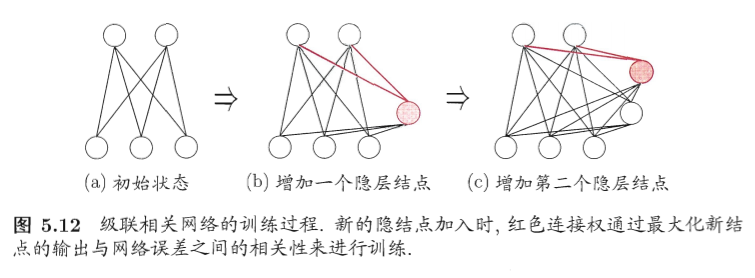 (a) 初始状态
(b) 增加一个隐层结点
(c) 增加第二个隐层结点
图 5.12 级联相关网络的训练过程. 新的隐结点加入时, 红色连接权通过最大化新结
点的输出与网络误差之间的相关性来进行训练.